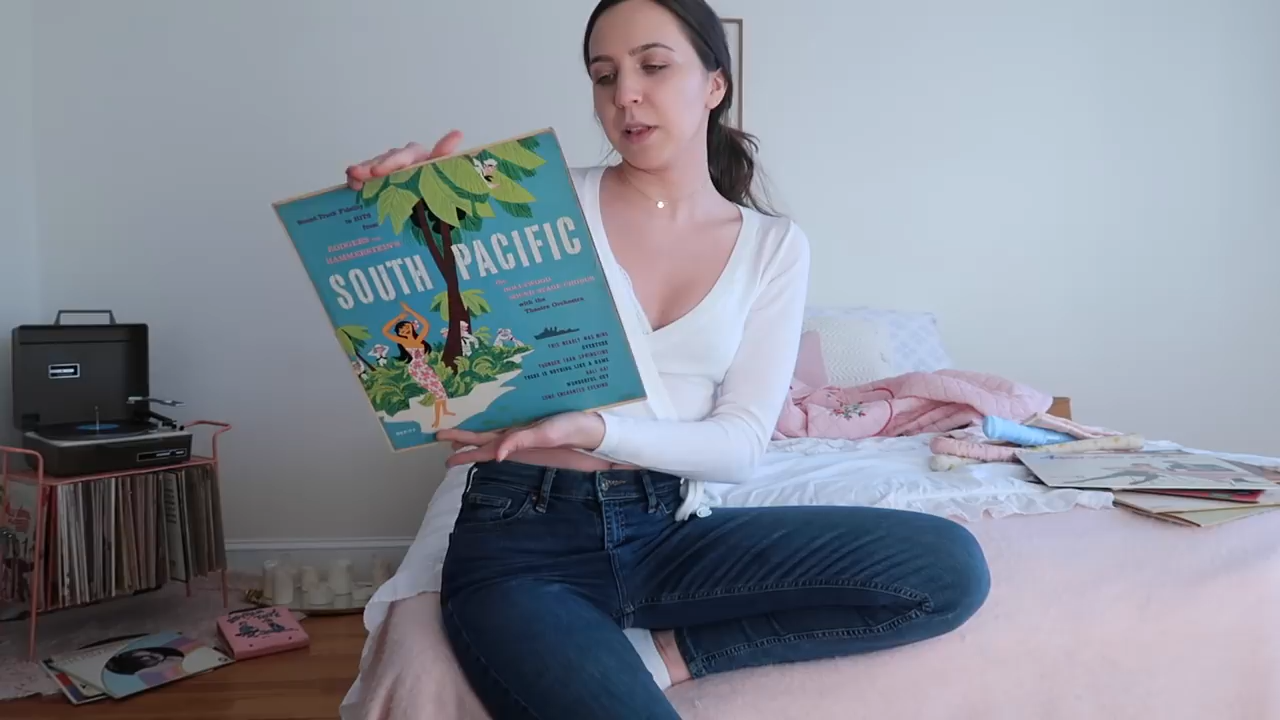 Sound-Track Fidelity
in HITS
from
RODGERS and
HAMMERSTEIN'S
SOUTH PACIFIC
the
HOLLYWOOD
SOUND STAGE CHORUS
with the
Theatre Orchestra
THIS NEARLY WAS MINE
OVERTURE
YOUNGER THAN SPRINGTIME
THERE IS NOTHING LIKE A DAME
BALI HA'I
WONDERFUL GUY
SOME ENCHANTED EVENING